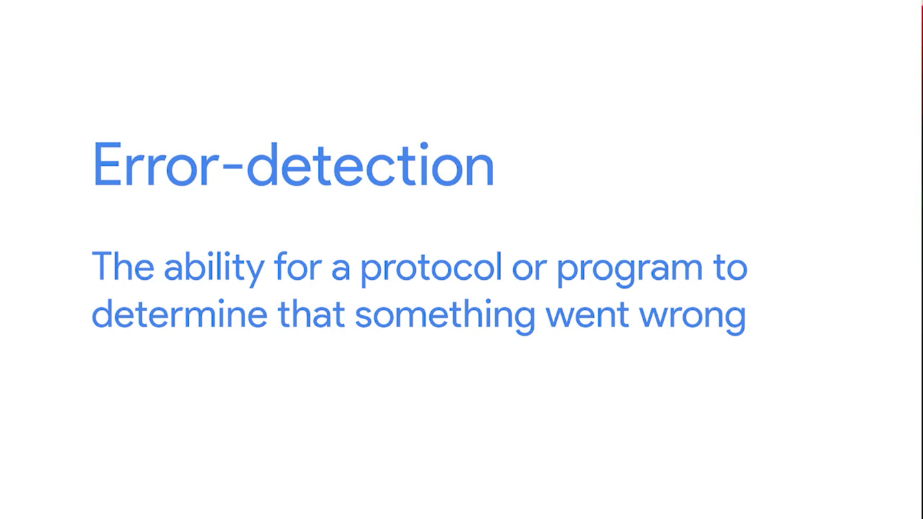 Error-detection
The ability for a protocol or program to
determine that something went wrong